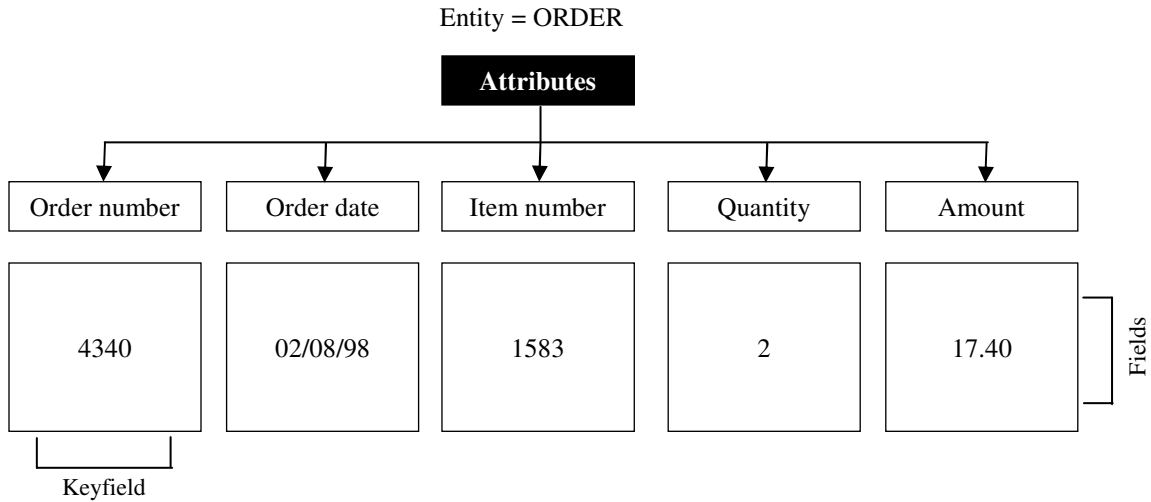 Entity = ORDER
Attributes
Order number
Order date
Item number
Quantity
Amount
4340
02/08/98
1583
2
17.40
Fields
Keyfield